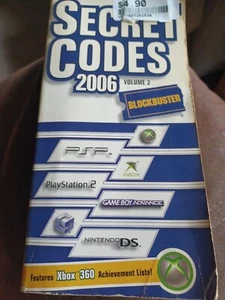 $4.90
SECRET
CODES
2006
VOLUME 2
BLOCKBUSTER
PSP
XBOX
PlayStation 2
GAME BOY ADVANCE
NINTENDO DS
Features Xbox 360 Achievement Lists!